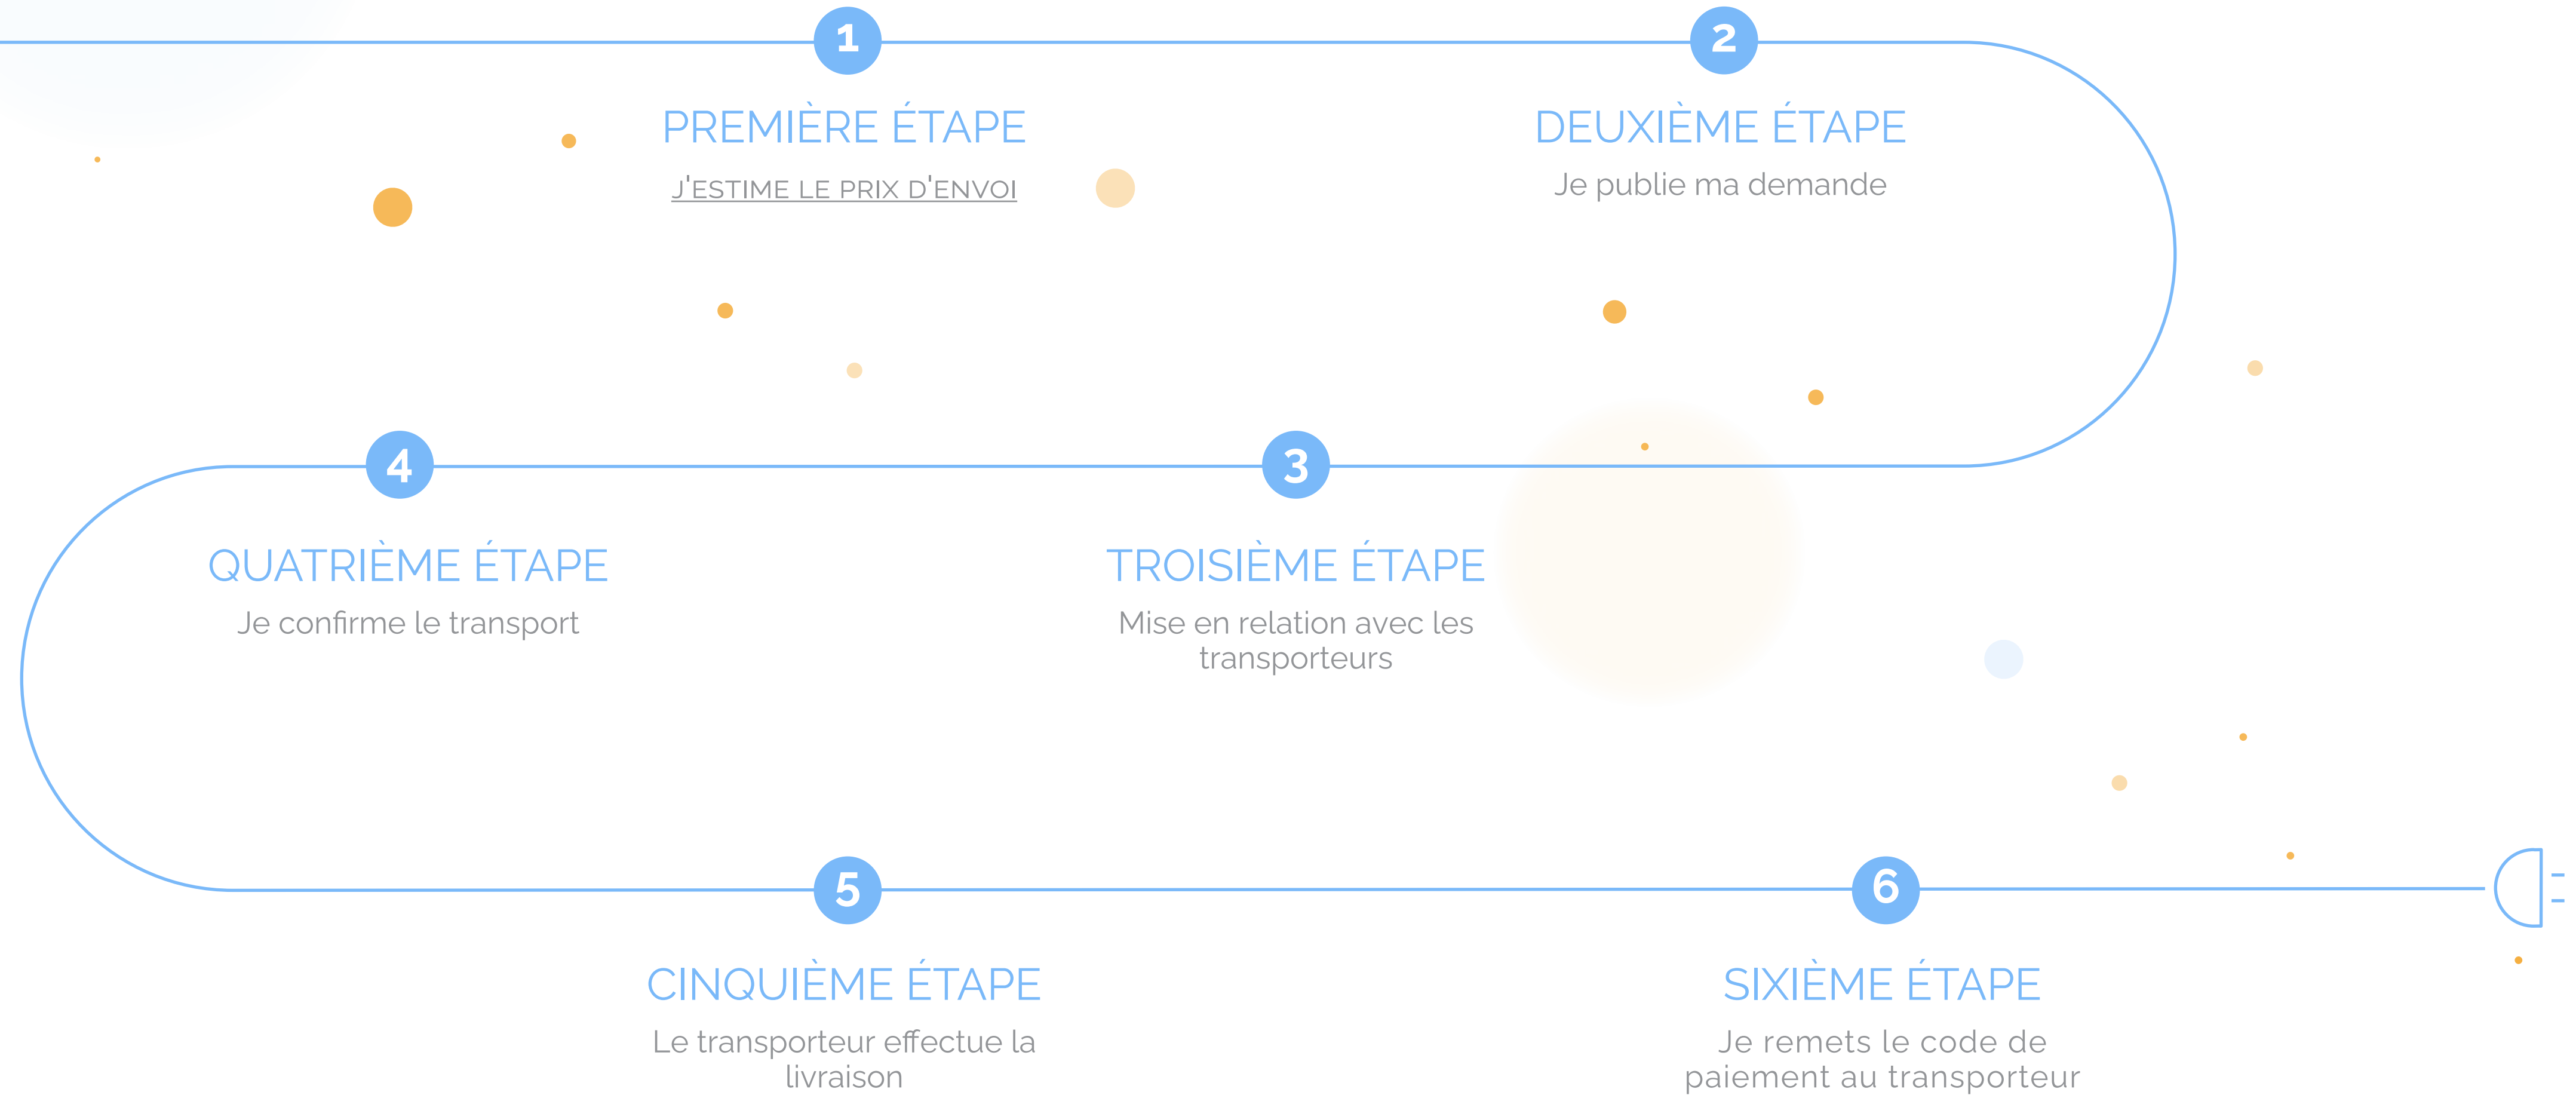 1
PREMIÈRE ÉTAPE
J'ESTIME LE PRIX D'ENVOI
2
DEUXIÈME ÉTAPE
Je publie ma demande
3
TROISIÈME ÉTAPE
Mise en relation avec les
transporteurs
4
QUATRIÈME ÉTAPE
Je confirme le transport
5
CINQUIÈME ÉTAPE
Le transporteur effectue la
livraison
6
SIXIÈME ÉTAPE
Je remets le code de
paiement au transporteur